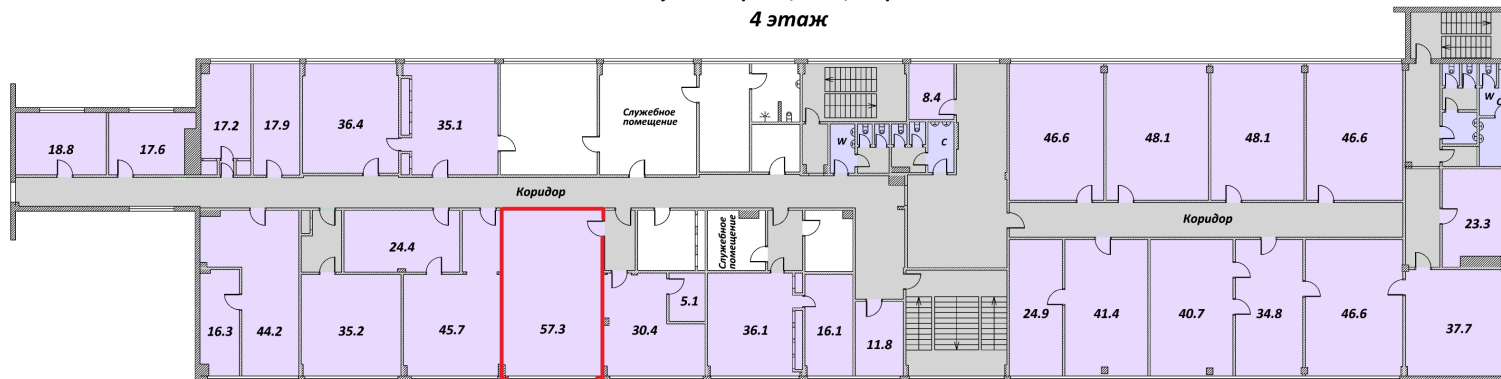 4 этаж
17.2
17.9
36.4
35.1
Служебное
помещение
8.4
46.6
48.1
48.1
46.6
W
C
W
18.8
17.6
W
C
Коридор
Коридор
23.3
24.4
Служебное
помещение
5.1
16.3
44.2
35.2
45.7
57.3
30.4
36.1
16.1
11.8
24.9
41.4
40.7
34.8
46.6
37.7